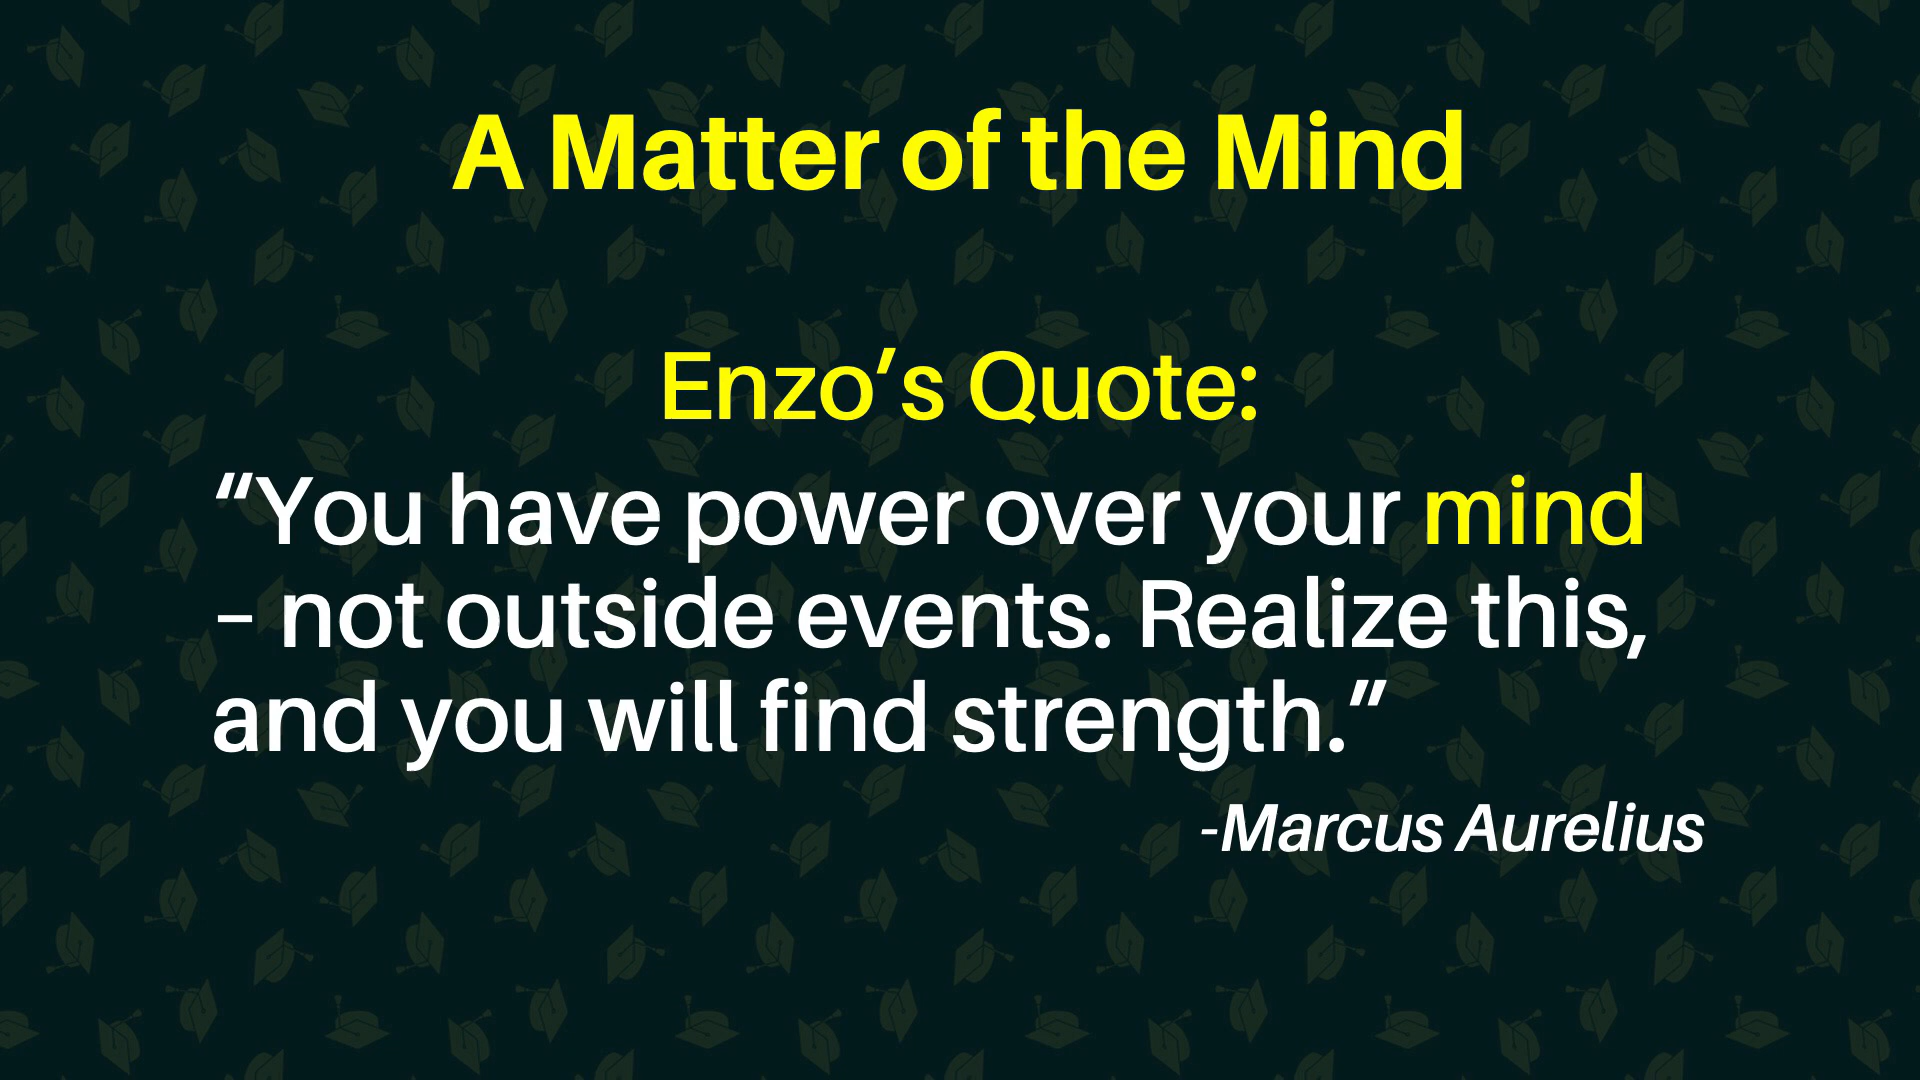 A Matter of the Mind
Enzo’s Quote:
“You have power over your mind
– not outside events. Realize this,
and you will find strength.”
-Marcus Aurelius